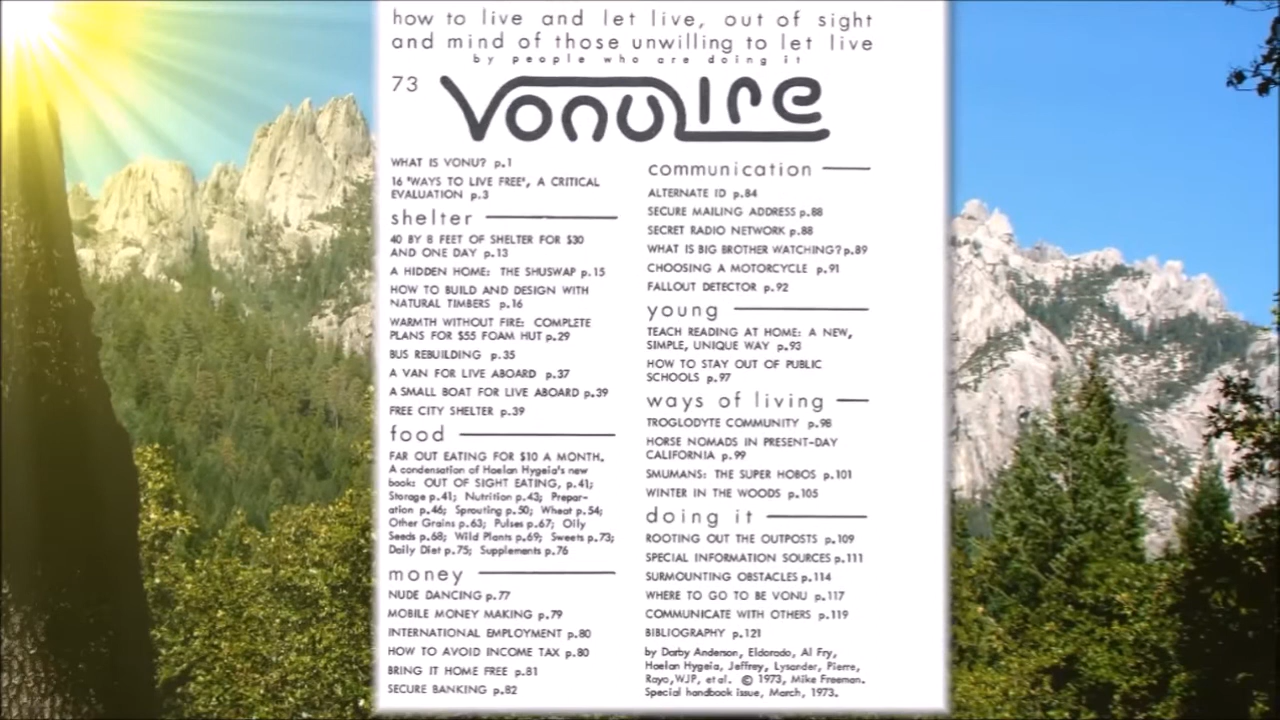 how to live and let live, out of sight
and mind of those unwilling to let live
by people who are doing it
73 VONULIFE
WHAT IS VONU? p.1
16 "WAYS TO LIVE FREE", A CRITICAL
EVALUATION p.3
shelter
40 BY 8 FEET OF SHELTER FOR $30
AND ONE DAY p.13
A HIDDEN HOME: THE SHUSWAP p.15
HOW TO BUILD AND DESIGN WITH
NATURAL TIMBERS p.16
WARMTH WITHOUT FIRE: COMPLETE
PLANS FOR $55 FOAM HUT p.29
BUS REBUILDING p.35
A VAN FOR LIVE ABOARD p.37
A SMALL BOAT FOR LIVE ABOARD p.39
FREE CITY SHELTER p.39
food
FAR OUT EATING FOR $10 A MONTH.
A condensation of Haelan Hygeia's new
book: OUT OF SIGHT EATING, p.41;
Storage p.41; Nutrition p.43; Prepar-
ation p.46; Sprouting p.50; Wheat p.54;
Other Grains p.63; Pulses p.67; Oily
Seeds p.68; Wild Plants p.69; Sweets p.73;
Daily Diet p.75; Supplements p.76
money
NUDE DANCING p.77
MOBILE MONEY MAKING p.79
INTERNATIONAL EMPLOYMENT p.80
HOW TO AVOID INCOME TAX p.80
BRING IT HOME FREE p.81
SECURE BANKING p.82
communication
ALTERNATE ID p.84
SECURE MAILING ADDRESS p.88
SECRET RADIO NETWORK p.88
WHAT IS BIG BROTHER WATCHING? p.89
CHOOSING A MOTORCYCLE p.91
FALLOUT DETECTOR p.92
young
TEACH READING AT HOME: A NEW,
SIMPLE, UNIQUE WAY p.93
HOW TO STAY OUT OF PUBLIC
SCHOOLS p.97
ways of living
TROGLODYTE COMMUNITY p.98
HORSE NOMADS IN PRESENT-DAY
CALIFORNIA p.99
SMUMANS: THE SUPER HOBOS p.101
WINTER IN THE WOODS p.105
doing it
ROOTING OUT THE OUTPOSTS p.109
SPECIAL INFORMATION SOURCES p.111
SURMOUNTING OBSTACLES p.114
WHERE TO GO TO BE VONU p.117
COMMUNICATE WITH OTHERS p.119
BIBLIOGRAPHY p.121
by Darby Anderson, Eldorado, Al Fry,
Haelan Hygeia, Jeffrey, Lysander, Pierre,
Rayo, WJP, et al. © 1973, Mike Freeman.
Special handbook issue, March, 1973.